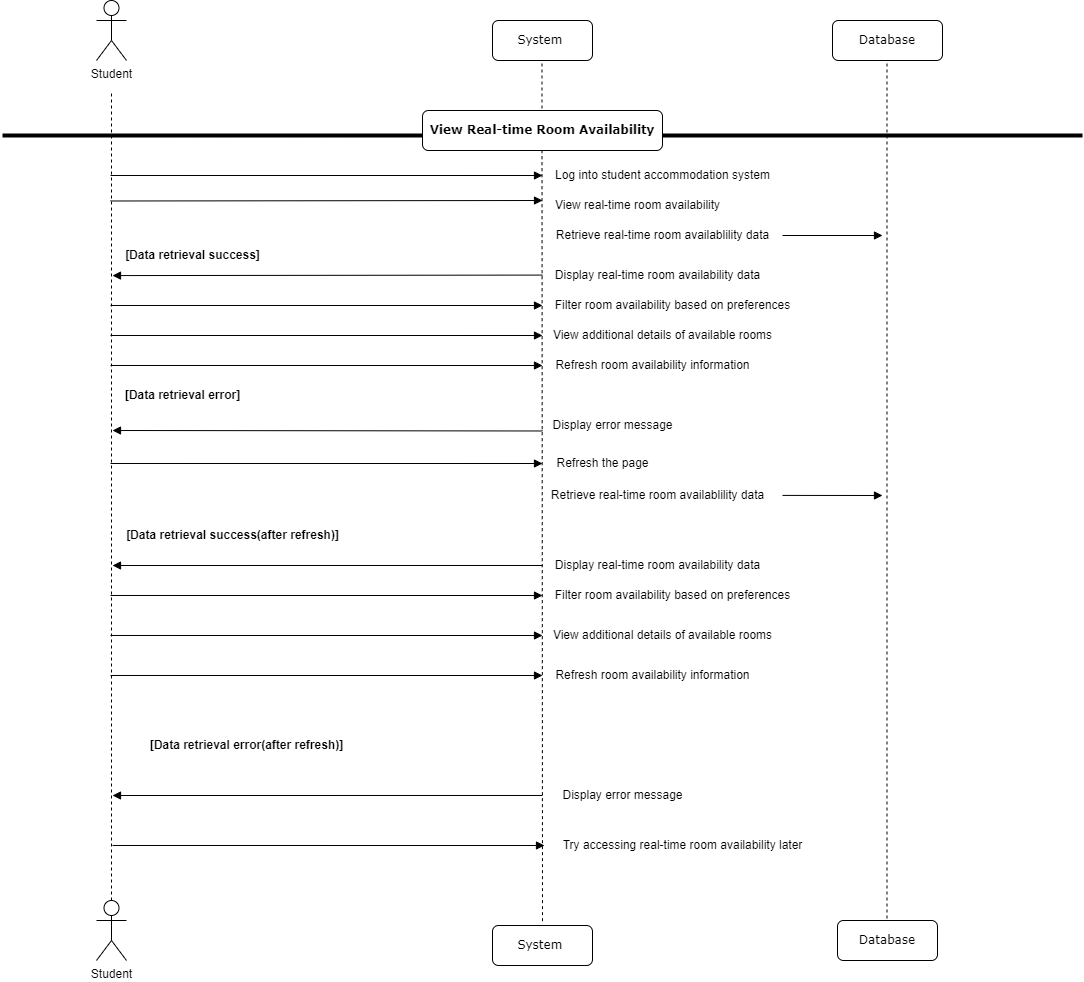 Student
System
Database
View Real-time Room Availability
Log into student accommodation system
View real-time room availability
Retrieve real-time room availablility data
[Data retrieval success]
Display real-time room availability data
Filter room availability based on preferences
View additional details of available rooms
Refresh room availability information
[Data retrieval error]
Display error message
Refresh the page
Retrieve real-time room availablility data
[Data retrieval success(after refresh)]
Display real-time room availability data
Filter room availability based on preferences
View additional details of available rooms
Refresh room availability information
[Data retrieval error(after refresh)]
Display error message
Try accessing real-time room availability later
Student
System
Database